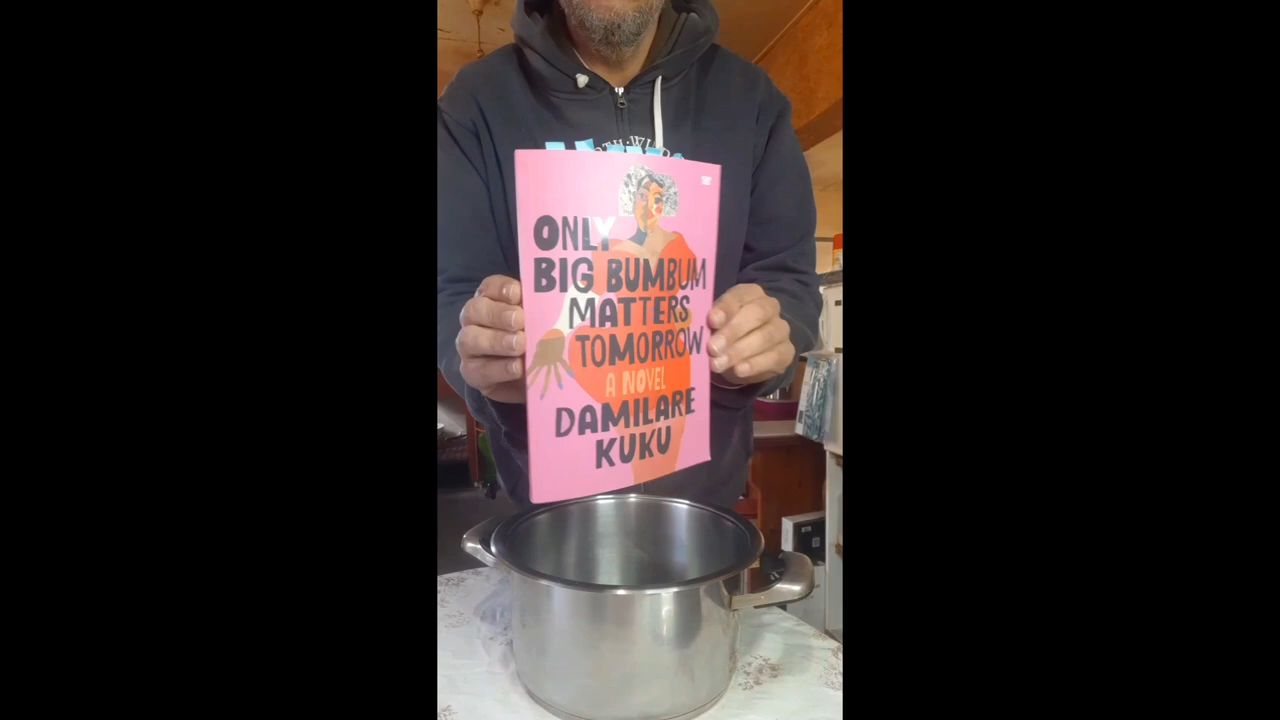 ONLY
BIG BUMBUM
MATTERS
TOMORROW
A NOVEL
DAMILARE
KUKU